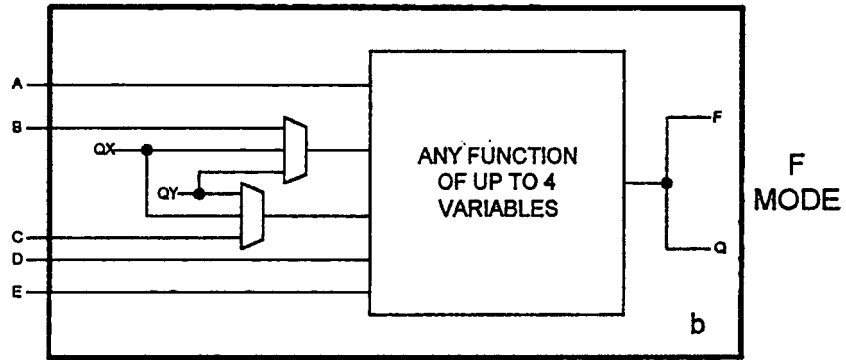 A
B
QX
QY
C
D
E
ANY FUNCTION
OF UP TO 4
VARIABLES
F
Q
F
MODE
b